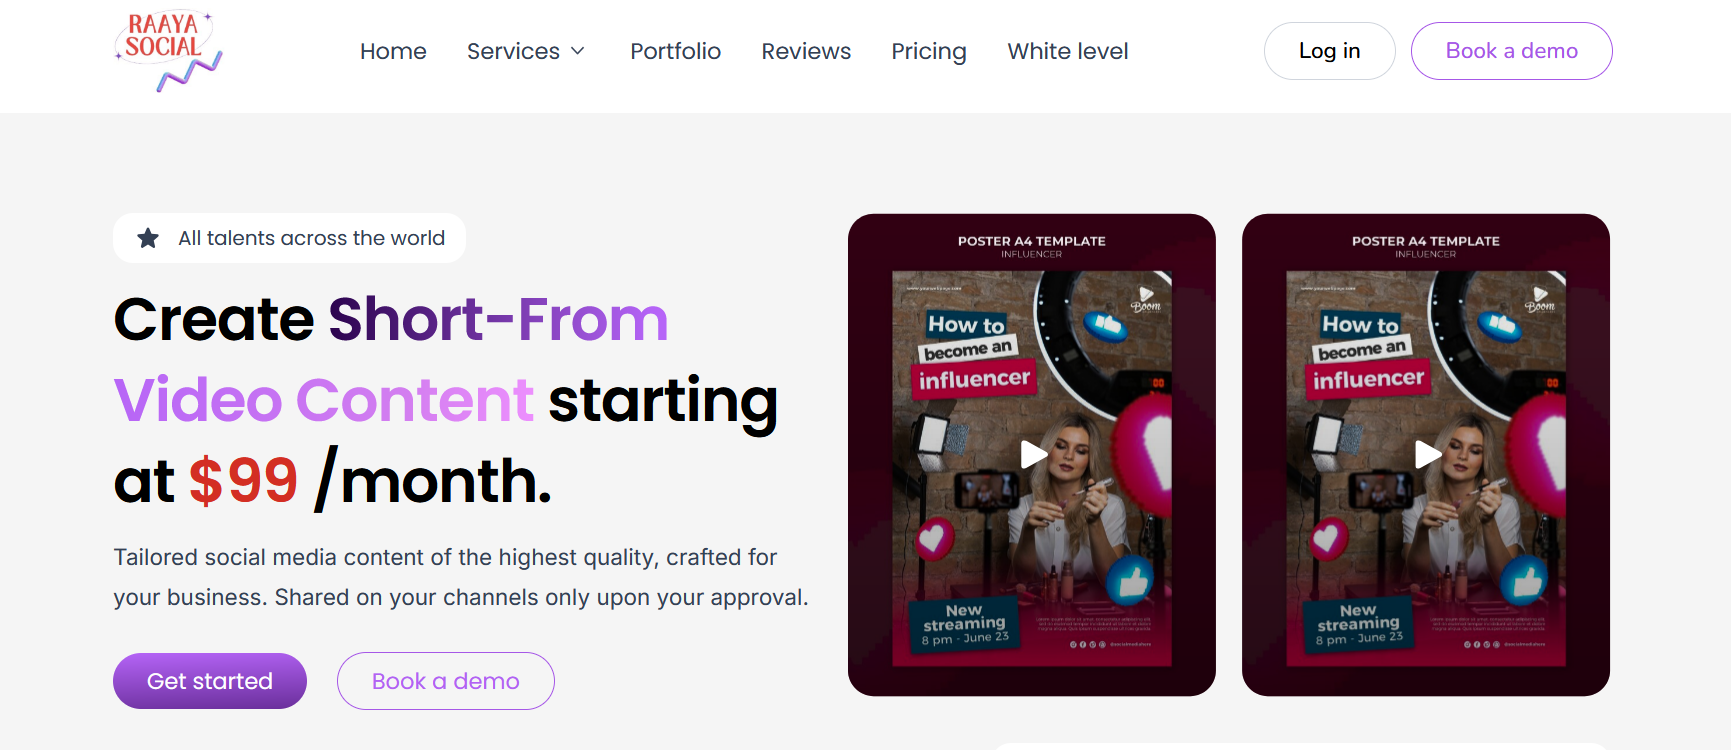 RAAYA
SOCIAL
Home
Services
Portfolio
Reviews
Pricing
White level
Log in
Book a demo
All talents across the world
Create Short-From
Video Content starting
at $99 /month.
Tailored social media content of the highest quality, crafted for
your business. Shared on your channels only upon your approval.
Get started
Book a demo
POSTER A4 TEMPLATE
INFLUENCER
Boom
How to
become an
influencer
New
streaming
8 pm - June 23
POSTER A4 TEMPLATE
INFLUENCER
Boom
How to
become an
influencer
New
streaming
8 pm - June 23